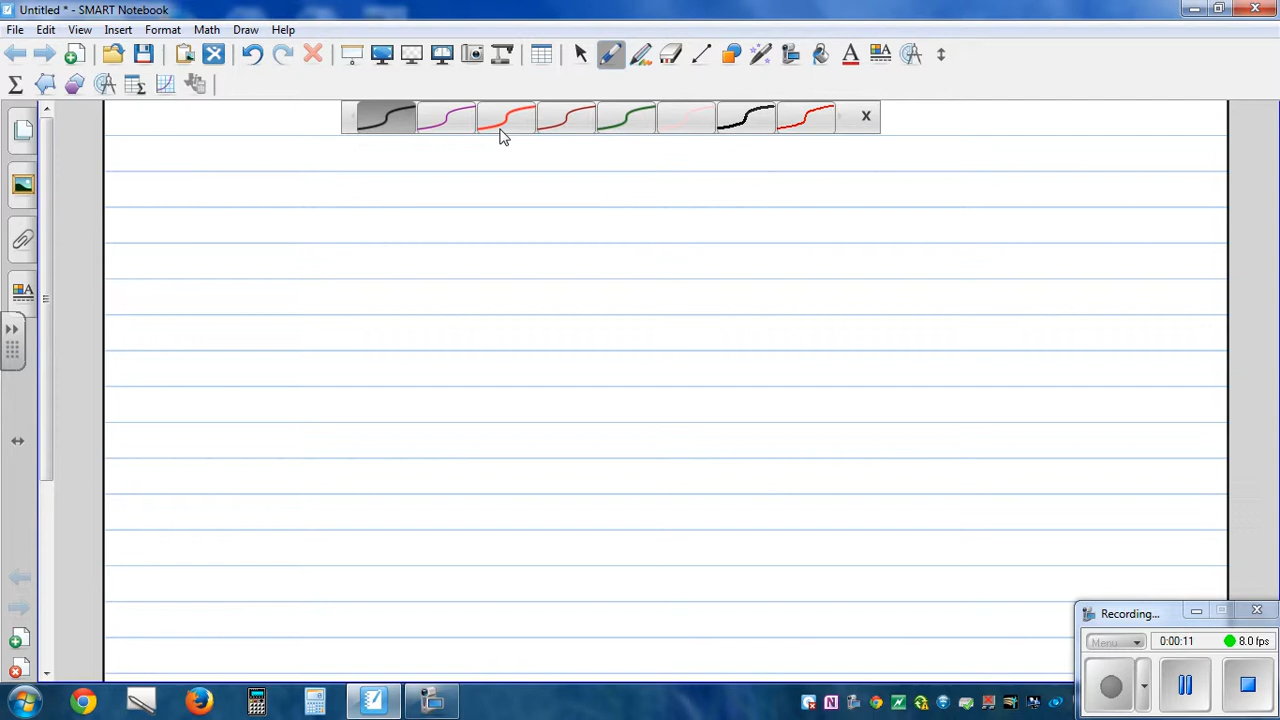 Untitled * - SMART Notebook
File Edit View Insert Format Math Draw Help
x
Recording...
Menu 0:00:11 8.0 fps